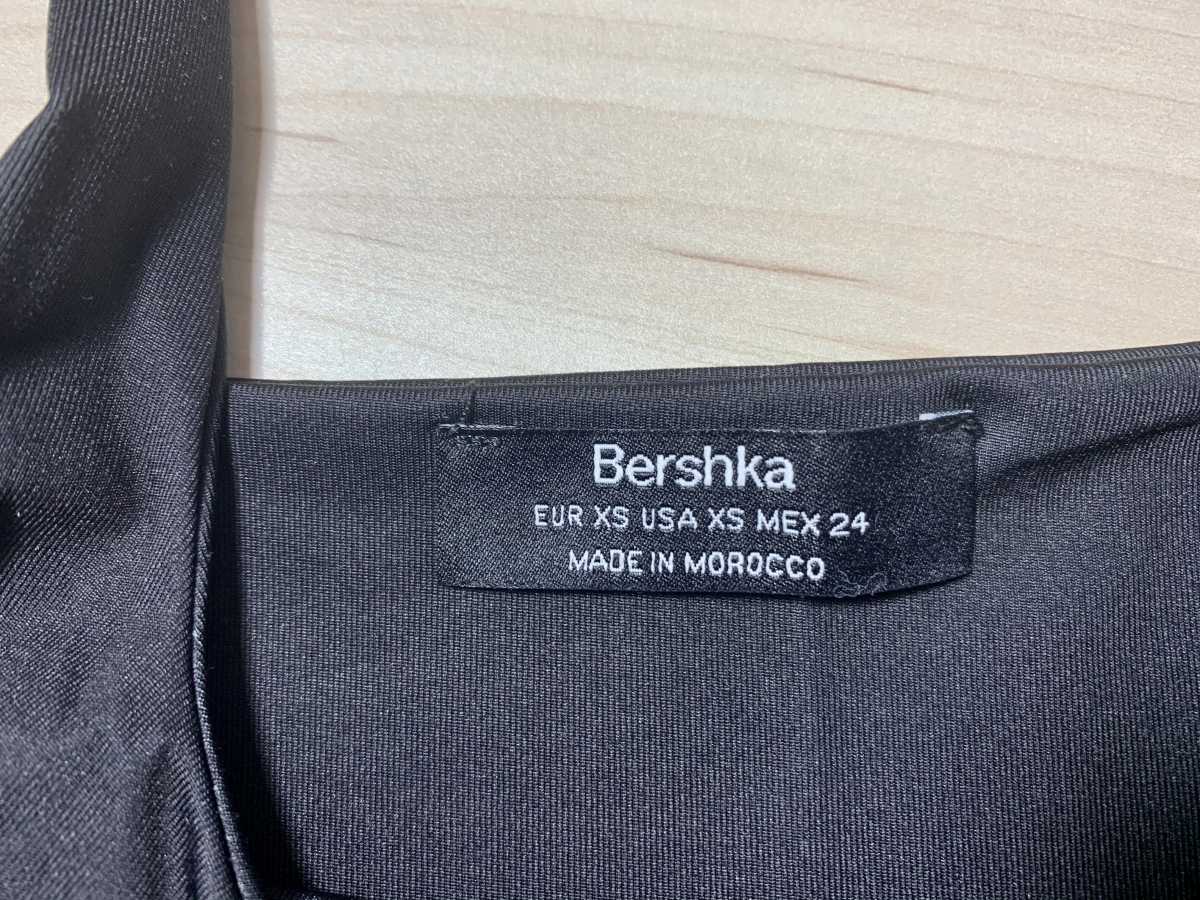 Bershka
EUR XS USA XS MEX 24
MADE IN MOROCCO